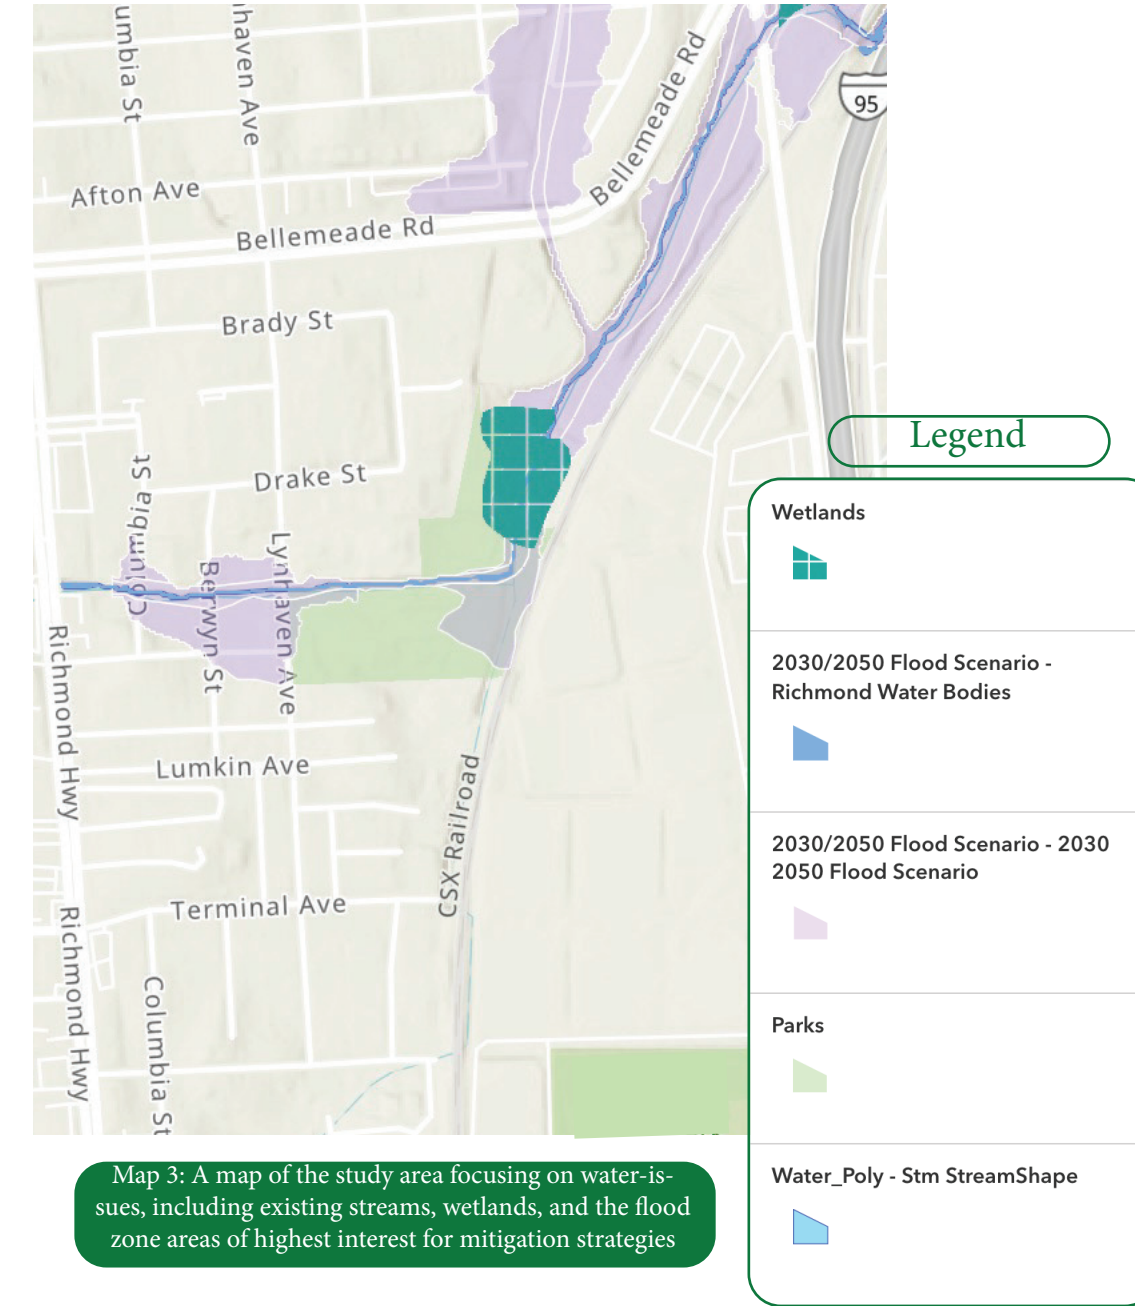 umbia St
nhaven Ave
95
Bellemeade Rd
Afton Ave
Bellemeade Rd
Brady St
Drake St
Columbia St
Berwyn St
Lynhaven Ave
Richmond Hwy
Lumkin Ave
CSX Railroad
Terminal Ave
Richmond Hwy
Columbia St
Legend
Wetlands
2030/2050 Flood Scenario -
Richmond Water Bodies
2030/2050 Flood Scenario - 2030
2050 Flood Scenario
Parks
Water_Poly - Stm StreamShape
Map 3: A map of the study area focusing on water-is-
sues, including existing streams, wetlands, and the flood
zone areas of highest interest for mitigation strategies